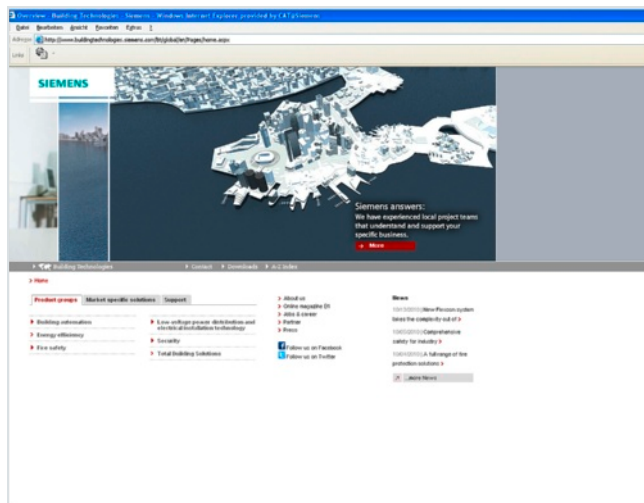 Overview - Building Technologies - Siemens - Windows Internet Explorer provided by CAT@Siemens
Datei Bearbeiten Ansicht Favoriten Extras ?
Adresse http://www.buildingtechnologies.siemens.com/bt/global/en/Pages/home.aspx
Links
SIEMENS
Siemens answers:
We have experienced local project teams
that understand and support your
specific business.
More
Building Technologies Contact Downloads A-Z Index
Home
Product groups Market specific solutions Support
Building automation
Energy efficiency
Fire safety
Low-voltage power distribution and
electrical installation technology
Security
Total Building Solutions
About us
Online magazine
Jobs & career
Partner
Press
Follow us on Facebook
Follow us on Twitter
News
New Flexson system
takes the complexity out of
Comprehensive
safety for industry
A full range of fire
protection solutions
...more News